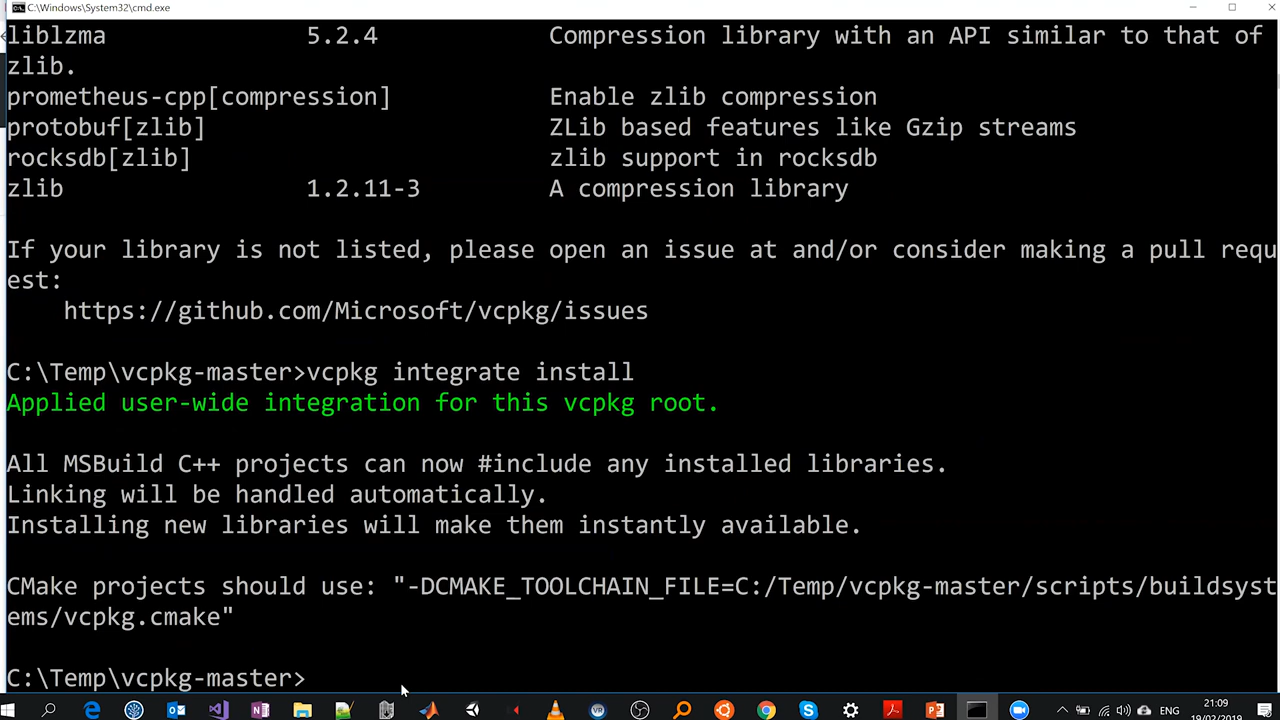 C:\Windows\System32\cmd.exe
liblzma 5.2.4 Compression library with an API similar to that of
zlib.
prometheus-cpp[compression] Enable zlib compression
protobuf[zlib] ZLib based features like Gzip streams
rocksdb[zlib] zlib support in rocksdb
zlib 1.2.11-3 A compression library
If your library is not listed, please open an issue at and/or consider making a pull requ
est:
https://github.com/Microsoft/vcpkg/issues
C:\Temp\vcpkg-master>vcpkg integrate install
Applied user-wide integration for this vcpkg root.
All MSBuild C++ projects can now #include any installed libraries.
Linking will be handled automatically.
Installing new libraries will make them instantly available.
CMake projects should use: "-DCMAKE_TOOLCHAIN_FILE=C:/Temp/vcpkg-master/scripts/buildsyst
ems/vcpkg.cmake"
C:\Temp\vcpkg-master>
VR
ENG
21:09
19/02/2019